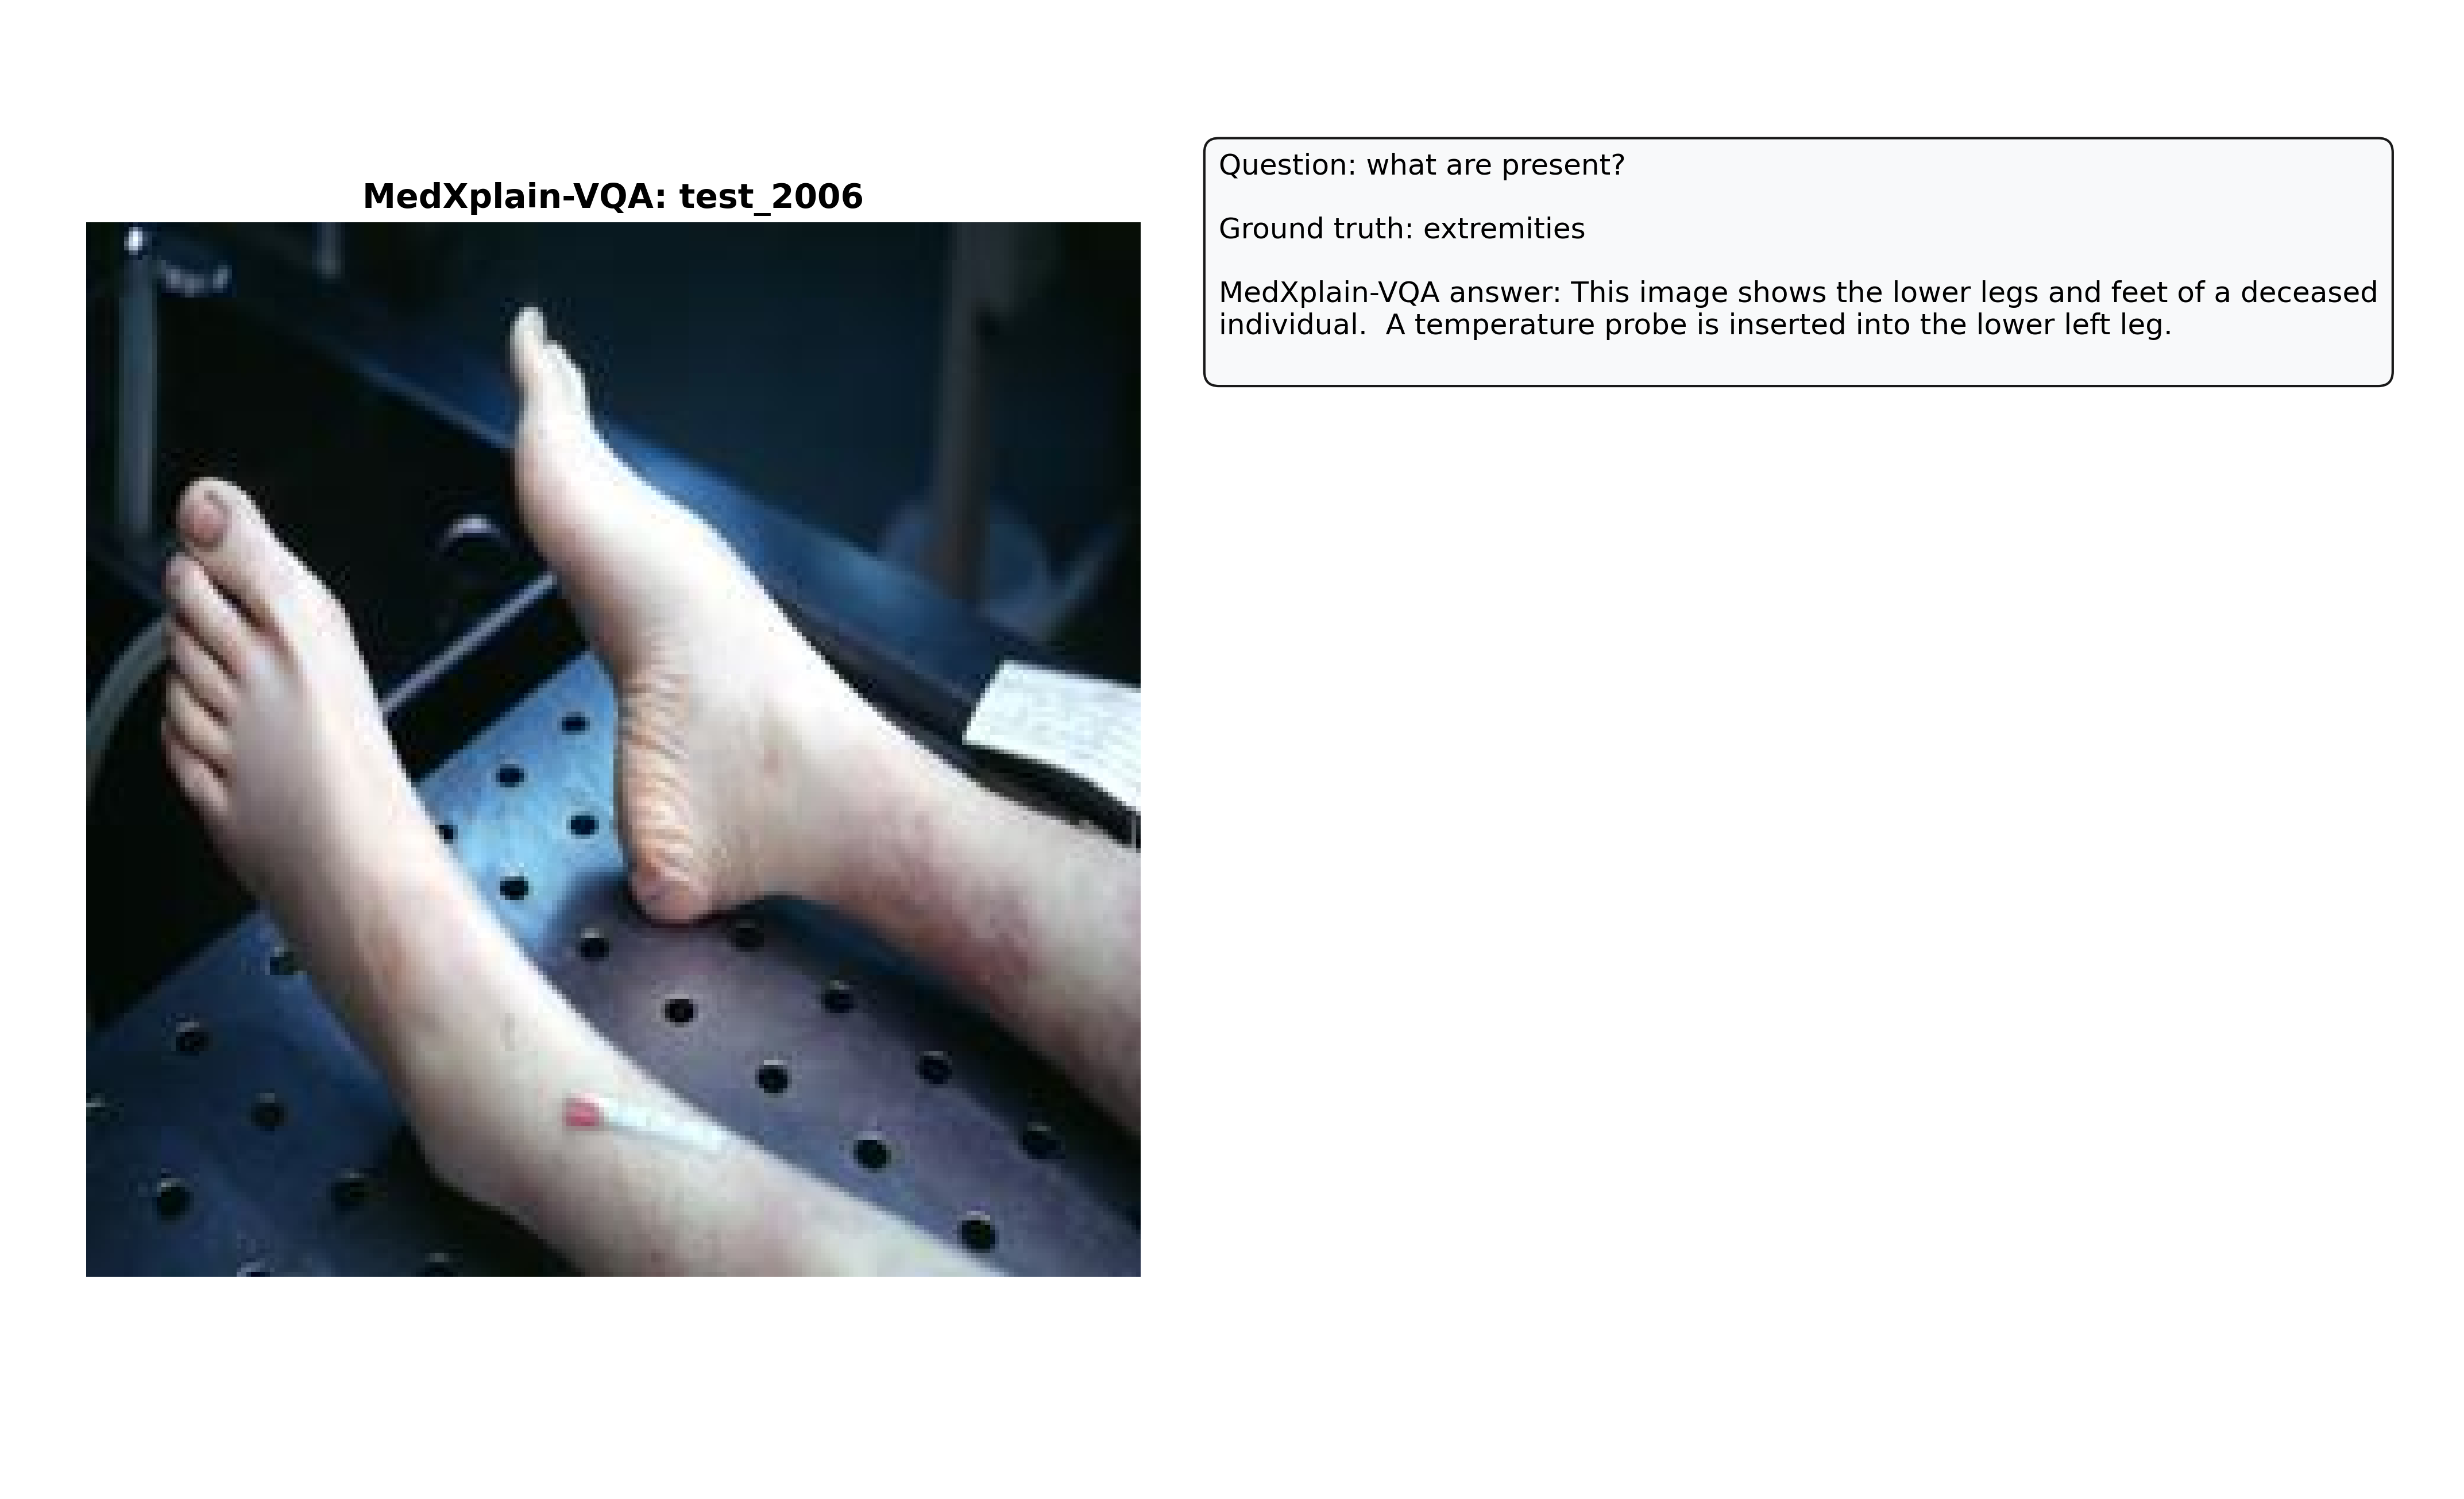 MedXplain-VQA: test_2006
Question: what are present?
Ground truth: extremities
MedXplain-VQA answer: This image shows the lower legs and feet of a deceased
individual.  A temperature probe is inserted into the lower left leg.